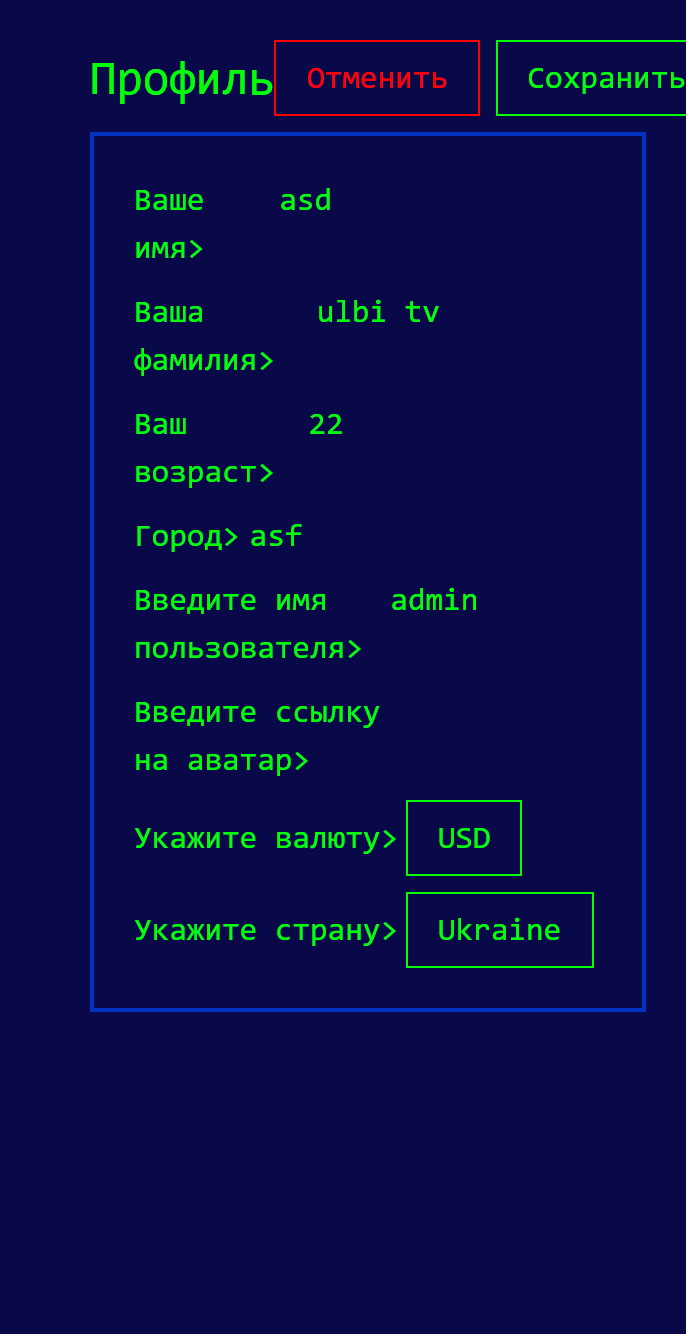 Профиль Отменить Сохранить
Ваше asd
имя>
Ваша ulbi tv
фамилия>
Ваш 22
возраст>
Город> asf
Введите имя admin
пользователя>
Введите ссылку
на аватар>
Укажите валюту> USD
Укажите страну> Ukraine